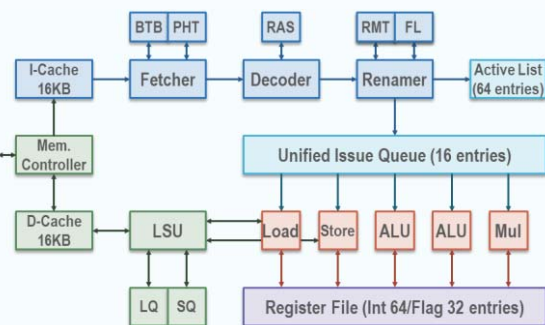 BTB PHT
RAS
RMT FL
I-Cache
16KB
Fetcher
Decoder
Renamer
Active List
(64 entries)
Mem.
Controller
Unified Issue Queue (16 entries)
D-Cache
16KB
LSU
Load
Store
ALU
ALU
Mul
LQ SQ
Register File (Int 64/Flag 32 entries)